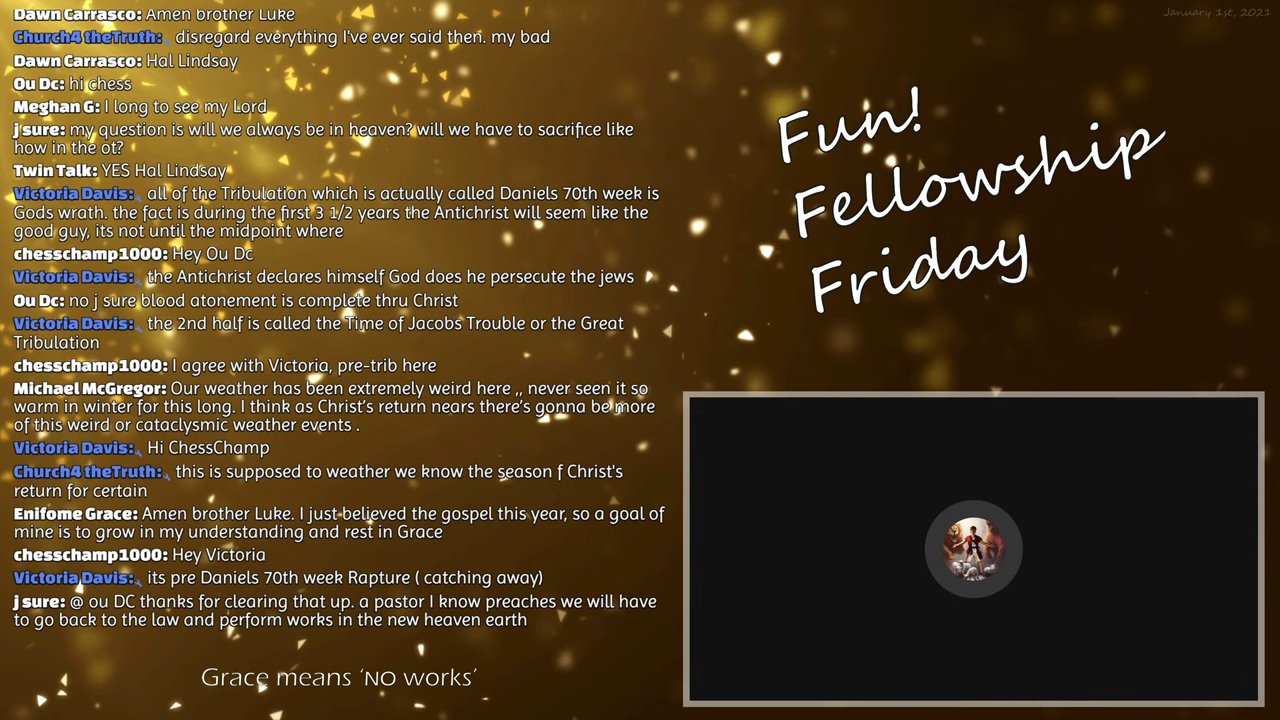 Dawn Carrasco: Amen brother Luke
Church4 theTruth: disregard everything I've ever said then. my bad
Dawn Carrasco: Hal Lindsay
Ou Dc: hi chess
Meghan G: I long to see my Lord
j sure: my question is will we always be in heaven? will we have to sacrifice like
how in the ot?
Twin Talk: YES Hal Lindsay
Victoria Davis: all of the Tribulation which is actually called Daniels 70th week is
Gods wrath. the fact is during the first 3 1/2 years the Antichrist will seem like the
good guy, its not until the midpoint where
chesschamp1000: Hey Ou Dc
Victoria Davis: the Antichrist declares himself God does he persecute the jews
Ou Dc: no j sure blood atonement is complete thru Christ
Victoria Davis: the 2nd half is called the Time of Jacobs Trouble or the Great
Tribulation
chesschamp1000: I agree with Victoria, pre-trib here
Michael McGregor: Our weather has been extremely weird here ,, never seen it so
warm in winter for this long. I think as Christ's return nears there's gonna be more
of this weird or cataclysmic weather events .
Victoria Davis: Hi ChessChamp
Church4 theTruth: this is supposed to weather we know the season f Christ's
return for certain
Enifome Grace: Amen brother Luke. I just believed the gospel this year, so a goal of
mine is to grow in my understanding and rest in Grace
chesschamp1000: Hey Victoria
Victoria Davis: its pre Daniels 70th week Rapture ( catching away)
j sure: @ ou DC thanks for clearing that up. a pastor I know preaches we will have
to go back to the law and perform works in the new heaven earth
Grace means ‘NO works’
January 1st, 2021
Fun!
Fellowship
Friday